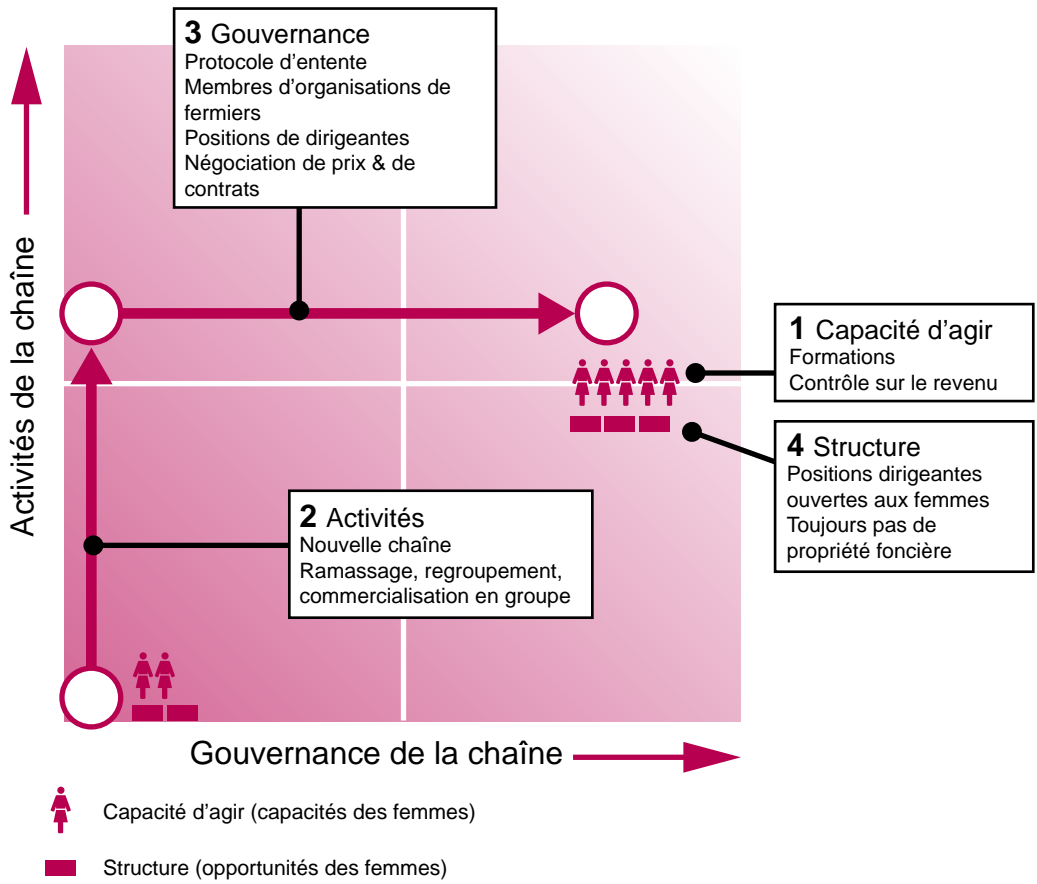 3 Gouvernance
Protocole d'entente
Membres d'organisations de
fermiers
Positions de dirigeantes
Négociation de prix & de
contrats
Activités de la chaîne
1 Capacité d'agir
Formations
Contrôle sur le revenu
4 Structure
Positions dirigeantes
ouvertes aux femmes
Toujours pas de
propriété foncière
2 Activités
Nouvelle chaîne
Ramassage, regroupement,
commercialisation en groupe
Gouvernance de la chaîne
Capacité d'agir (capacités des femmes)
Structure (opportunités des femmes)